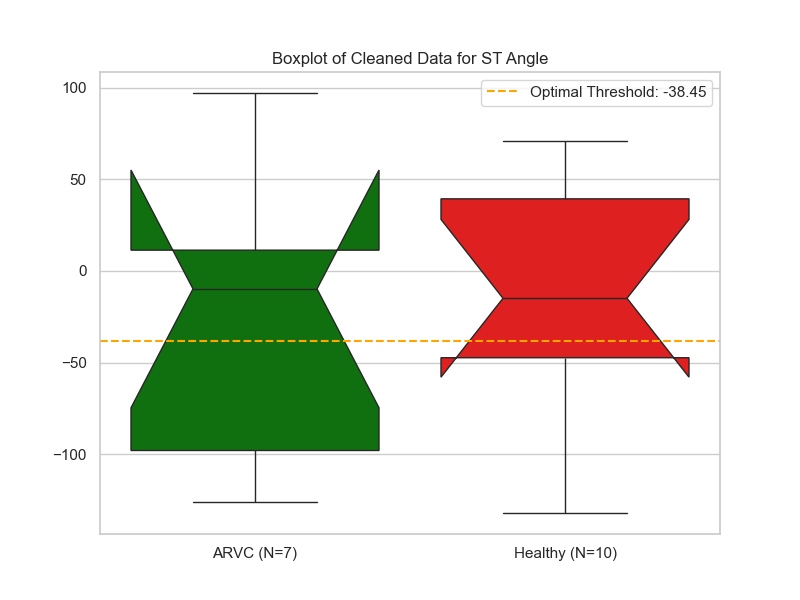 Boxplot of Cleaned Data for ST Angle
Optimal Threshold: -38.45
100
50
0
−50
−100
ARVC (N=7)
Healthy (N=10)